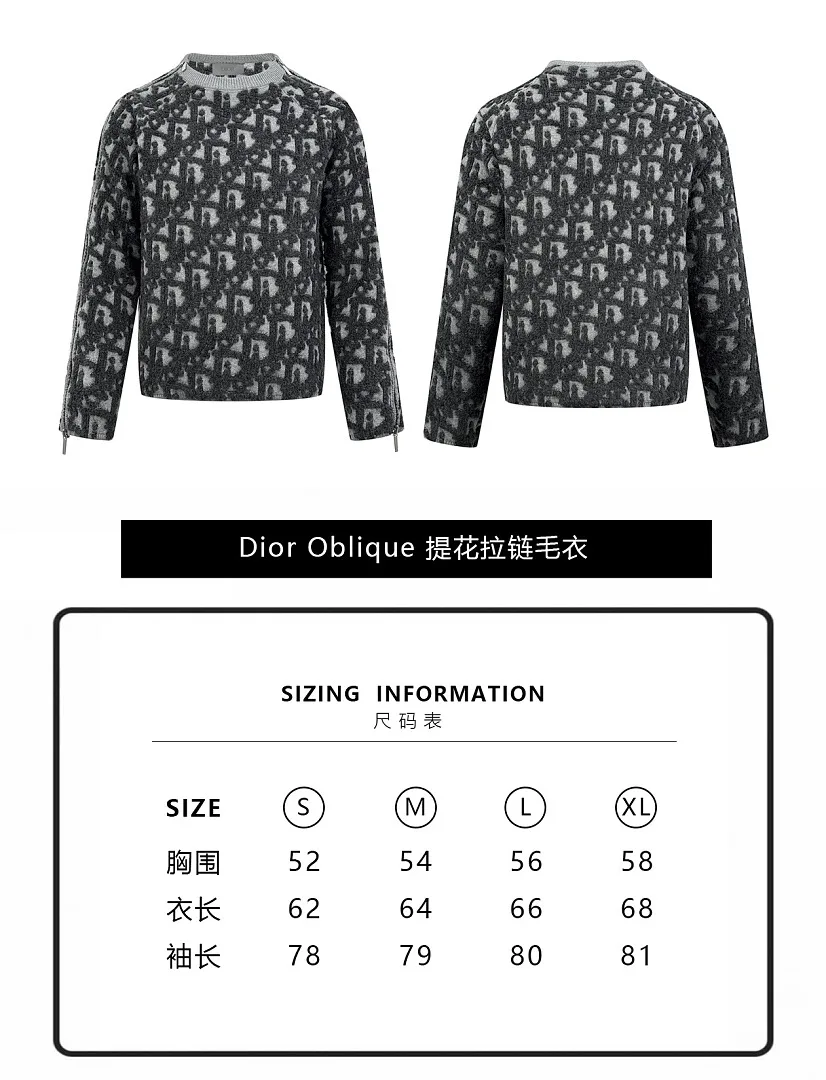 Dior Oblique 提花拉链毛衣
SIZING INFORMATION
尺码表
SIZE S M L XL
胸围 52 54 56 58
衣长 62 64 66 68
袖长 78 79 80 81